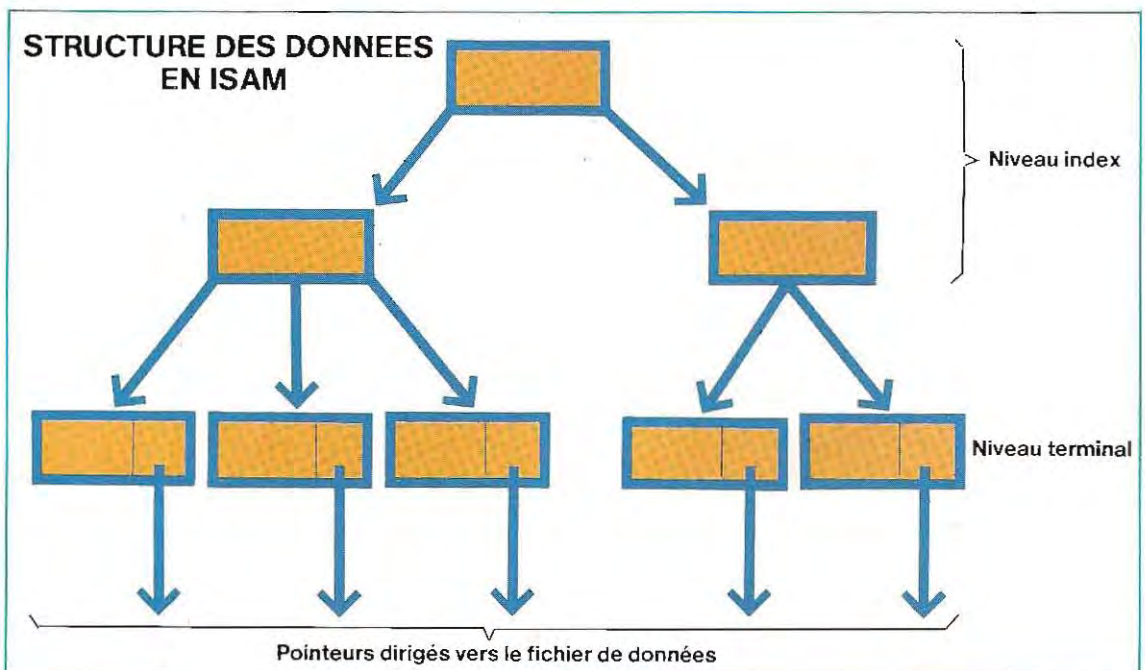 STRUCTURE DES DONNEES
EN ISAM
Niveau index
Niveau terminal
Pointeurs dirigés vers le fichier de données